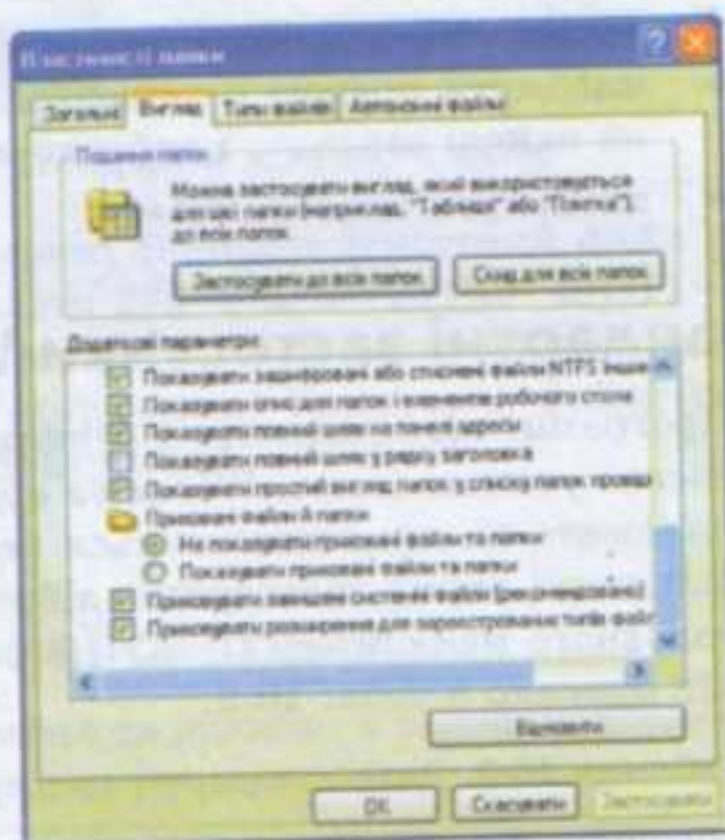 Властивості папки
Загальні Вигляд Типи файлів Автономні файли
Подання папок
Можна застосувати вигляд, який використовується
для цієї папки (наприклад, "Таблиця" або "Плитка"),
до всіх папок.
Застосувати до всіх папок Скид для всіх папок
Додаткові параметри:
Показувати зашифровані або стиснені файли NTFS інши
Показувати опис для папок і елементів робочого стола
Показувати повний шлях на панелі адреси
Показувати повний шлях у рядку заголовка
Показувати простий вигляд папок у списку папок провід
Приховані файли й папки
Не показувати приховані файли та папки
Показувати приховані файли та папки
Приховувати захищені системні файли (рекомендовано)
Приховувати розширення для зареєстрованих типів файл
Відновити
OK Скасувати Застосувати